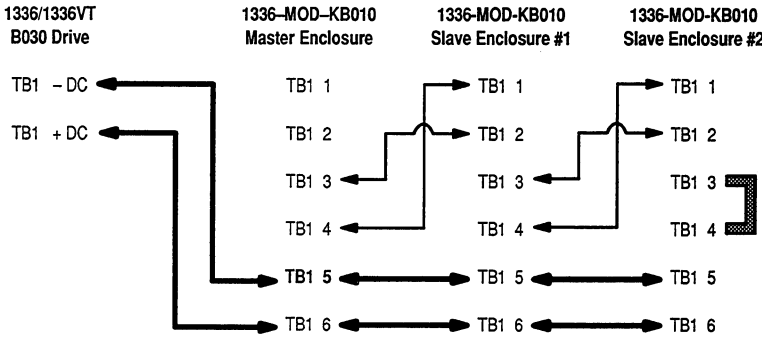 1336/1336VT 1336–MOD–KB010 1336-MOD-KB010 1336-MOD-KB010
B030 Drive Master Enclosure Slave Enclosure #1 Slave Enclosure #2
TB1 – DC TB1 1 TB1 1 TB1 1
TB1 + DC TB1 2 TB1 2 TB1 2
TB1 3 TB1 3 TB1 3
TB1 4 TB1 4 TB1 4
TB1 5 TB1 5 TB1 5
TB1 6 TB1 6 TB1 6